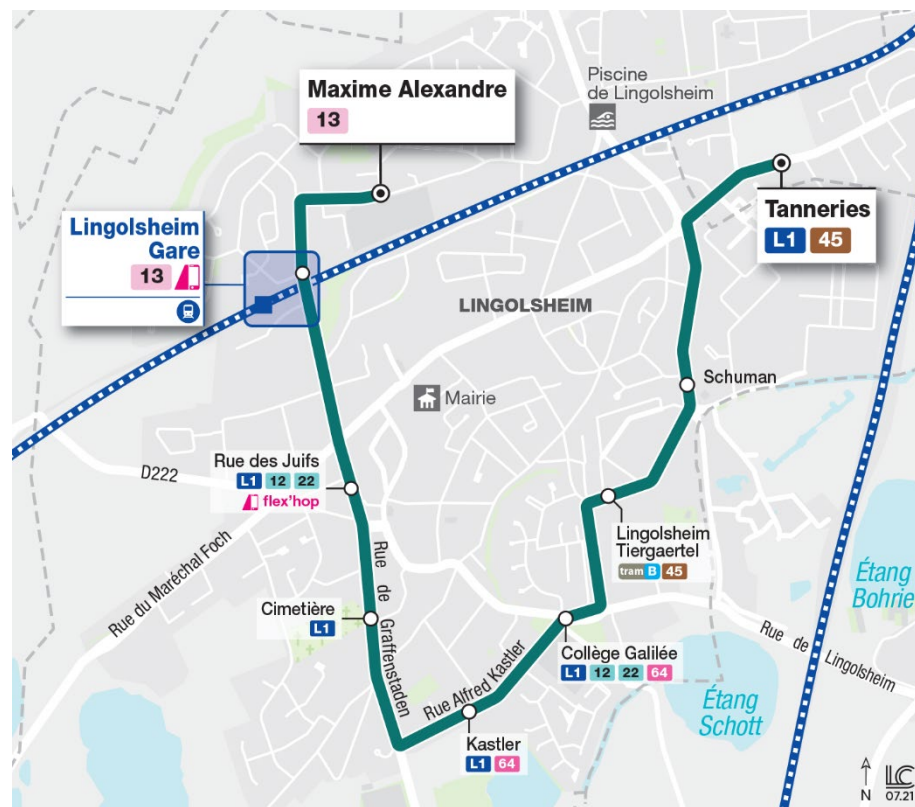 Maxime Alexandre
13
Piscine
de Lingolsheim
Tanneries
L1 45
Lingolsheim
Gare
13
LINGOLSHEIM
Schuman
Mairie
D222
Rue des Juifs
L1 12 22
flex'hop
Lingolsheim
Tiergaertel
tram B 45
Étang
Bohrie
Rue du Maréchal Foch
Rue de Graffenstaden
Cimetière
L1
Collège Galilée
L1 12 22 64
Rue de Lingolsheim
Rue Alfred Kastler
Étang
Schott
Kastler
L1 64
N
LC
07.21